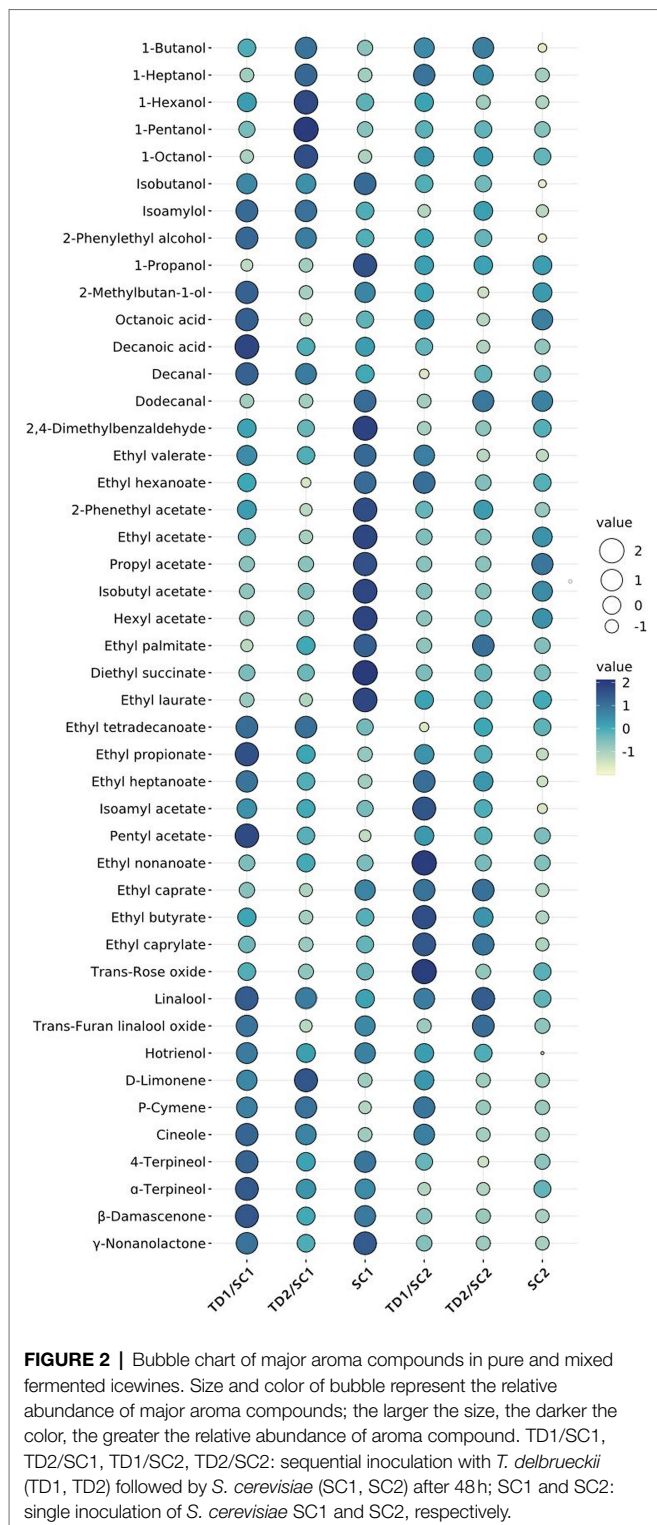 1-Butanol
1-Heptanol
1-Hexanol
1-Pentanol
1-Octanol
Isobutanol
Isoamylol
2-Phenylethyl alcohol
1-Propanol
2-Methylbutan-1-ol
Octanoic acid
Decanoic acid
Decanal
Dodecanal
2,4-Dimethylbenzaldehyde
Ethyl valerate
Ethyl hexanoate
2-Phenethyl acetate
Ethyl acetate
Propyl acetate
Isobutyl acetate
Hexyl acetate
Ethyl palmitate
Diethyl succinate
Ethyl laurate
Ethyl tetradecanoate
Ethyl propionate
Ethyl heptanoate
Isoamyl acetate
Pentyl acetate
Ethyl nonanoate
Ethyl caprate
Ethyl butyrate
Ethyl caprylate
Trans-Rose oxide
Linalool
Trans-Furan linalool oxide
Hotrienol
D-Limonene
P-Cymene
Cineole
4-Terpineol
α-Terpineol
β-Damascenone
γ-Nonanolactone
TD1/SC1
TD2/SC1
SC1
TD1/SC2
TD2/SC2
SC2
value
2
1
0
-1
value
2
1
0
-1
FIGURE 2 | Bubble chart of major aroma compounds in pure and mixed
fermented icewines. Size and color of bubble represent the relative
abundance of major aroma compounds; the larger the size, the darker the
color, the greater the relative abundance of aroma compound. TD1/SC1,
TD2/SC1, TD1/SC2, TD2/SC2: sequential inoculation with T. delbrueckii
(TD1, TD2) followed by S. cerevisiae (SC1, SC2) after 48 h; SC1 and SC2:
single inoculation of S. cerevisiae SC1 and SC2, respectively.